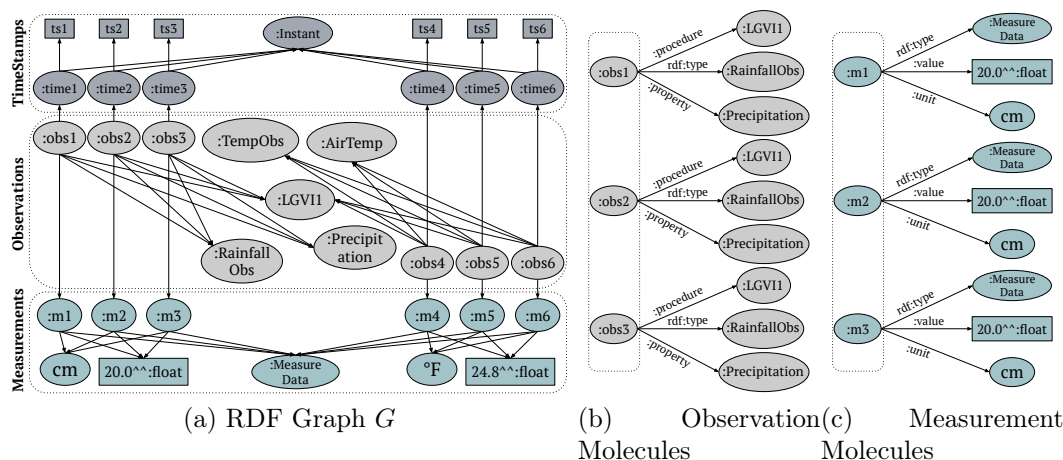 TimeStamps
ts1 ts2 ts3 :Instant ts4 ts5 ts6
:time1 :time2 :time3 :time4 :time5 :time6
Observations
:obs1 :obs2 :obs3 :TempObs :AirTemp
:LGVI1
:Rainfall
Obs
:Precipit
ation
:obs4 :obs5 :obs6
Measurements
:m1 :m2 :m3 :m4 :m5 :m6
cm 20.0^^:float :Measure
Data
°F 24.8^^:float
(a) RDF Graph G
:obs1
:procedure :LGVI1
rdf:type :RainfallObs
:property :Precipitation
:obs2
:procedure :LGVI1
rdf:type :RainfallObs
:property :Precipitation
:obs3
:procedure :LGVI1
rdf:type :RainfallObs
:property :Precipitation
(b) Observation
Molecules
:m1
rdf:type :Measure
Data
:value 20.0^^:float
:unit cm
:m2
rdf:type :Measure
Data
:value 20.0^^:float
:unit cm
:m3
rdf:type :Measure
Data
:value 20.0^^:float
:unit cm
(c) Measurement
Molecules